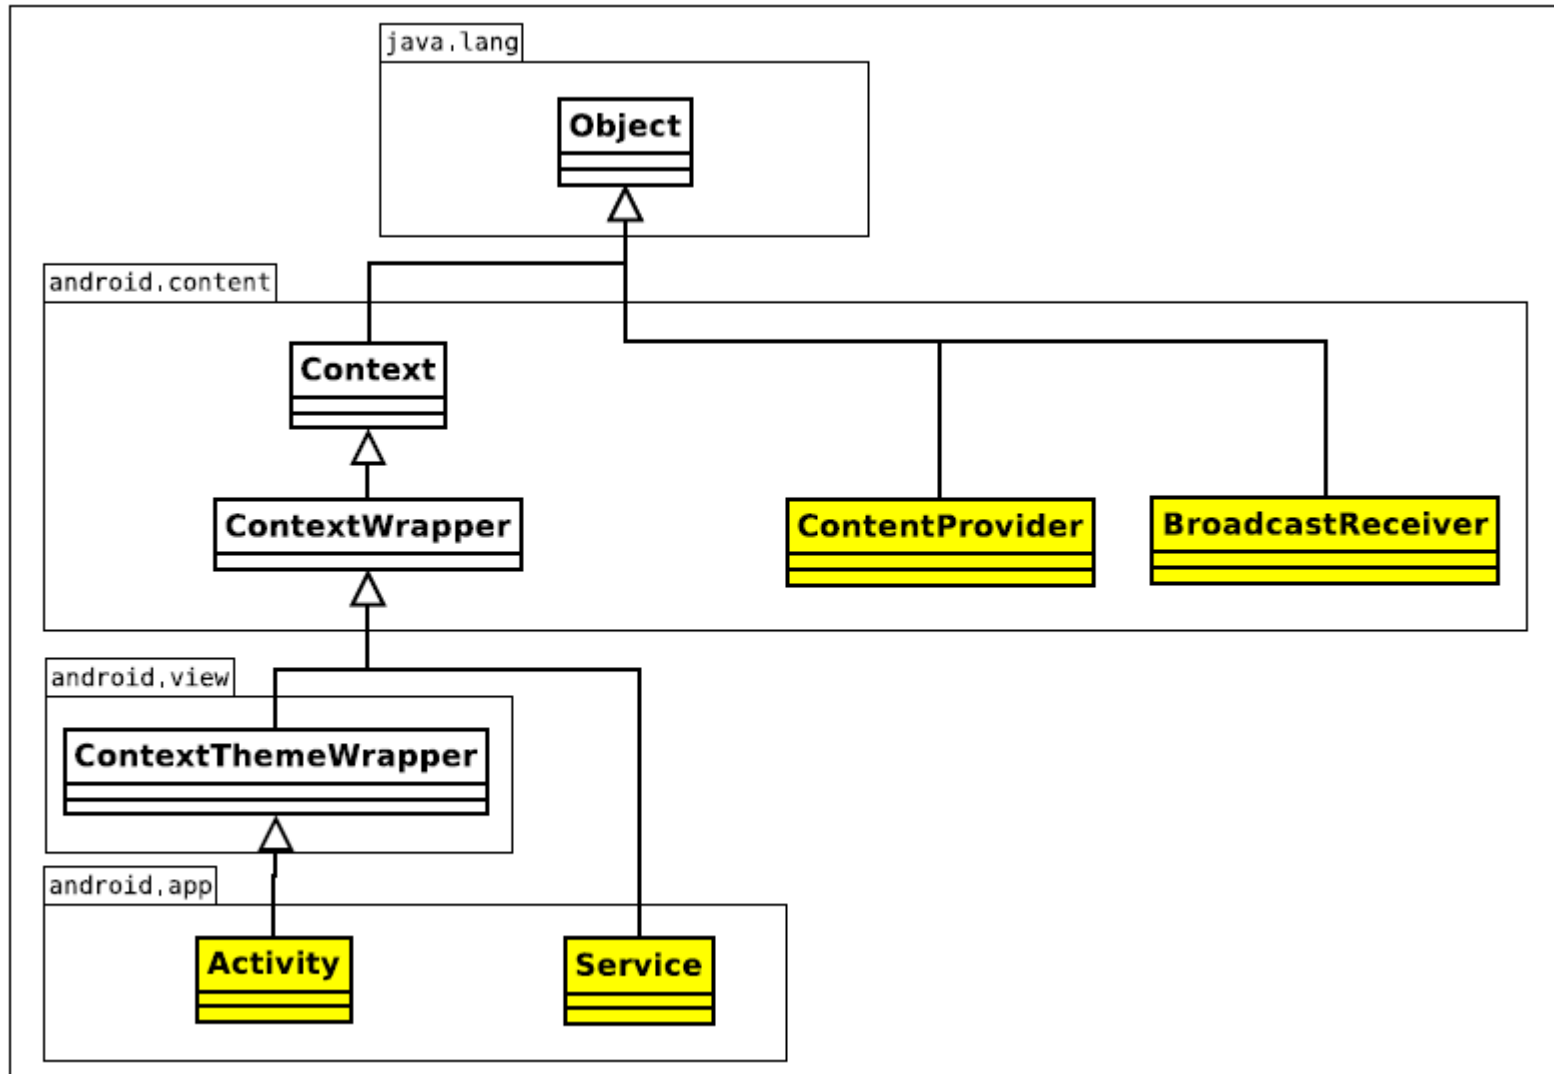 java.lang
Object
android.content
Context
ContextWrapper
ContentProvider
BroadcastReceiver
android.view
ContextThemeWrapper
android.app
Activity
Service